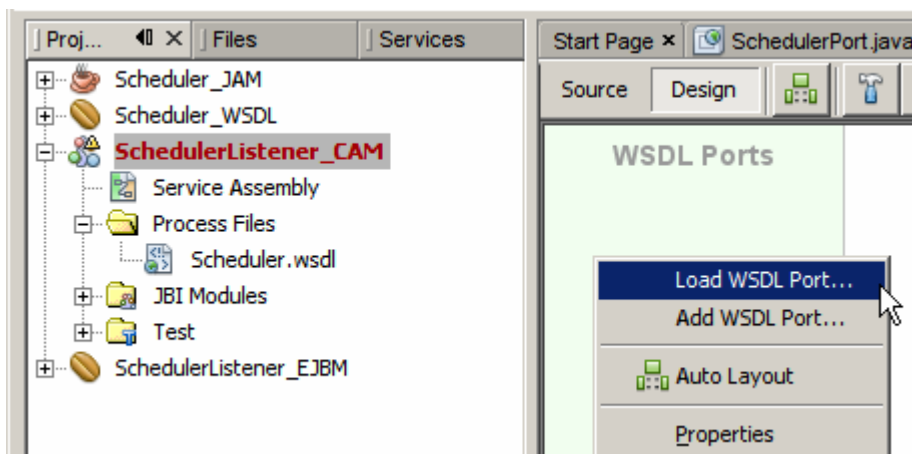 Proj...
Files
Services
Scheduler_JAM
Scheduler_WSDL
SchedulerListener_CAM
Service Assembly
Process Files
Scheduler.wsdl
JBI Modules
Test
SchedulerListener_EJBM
Start Page
SchedulerPort.java
Source
Design
WSDL Ports
Load WSDL Port...
Add WSDL Port...
Auto Layout
Properties